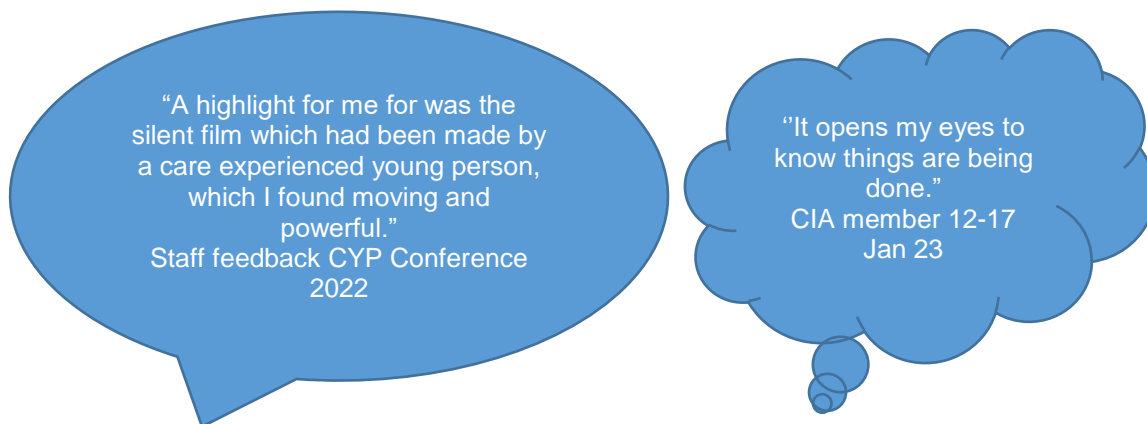 “A highlight for me for was the
silent film which had been made by
a care experienced young person,
which I found moving and
powerful.”
Staff feedback CYP Conference
2022
‘’It opens my eyes to
know things are being
done.”
CIA member 12-17
Jan 23